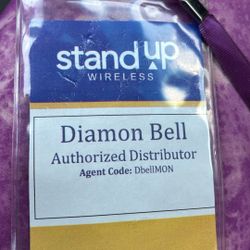 stand up
WIRELESS
Diamon Bell
Authorized Distributor
Agent Code: DbellMON